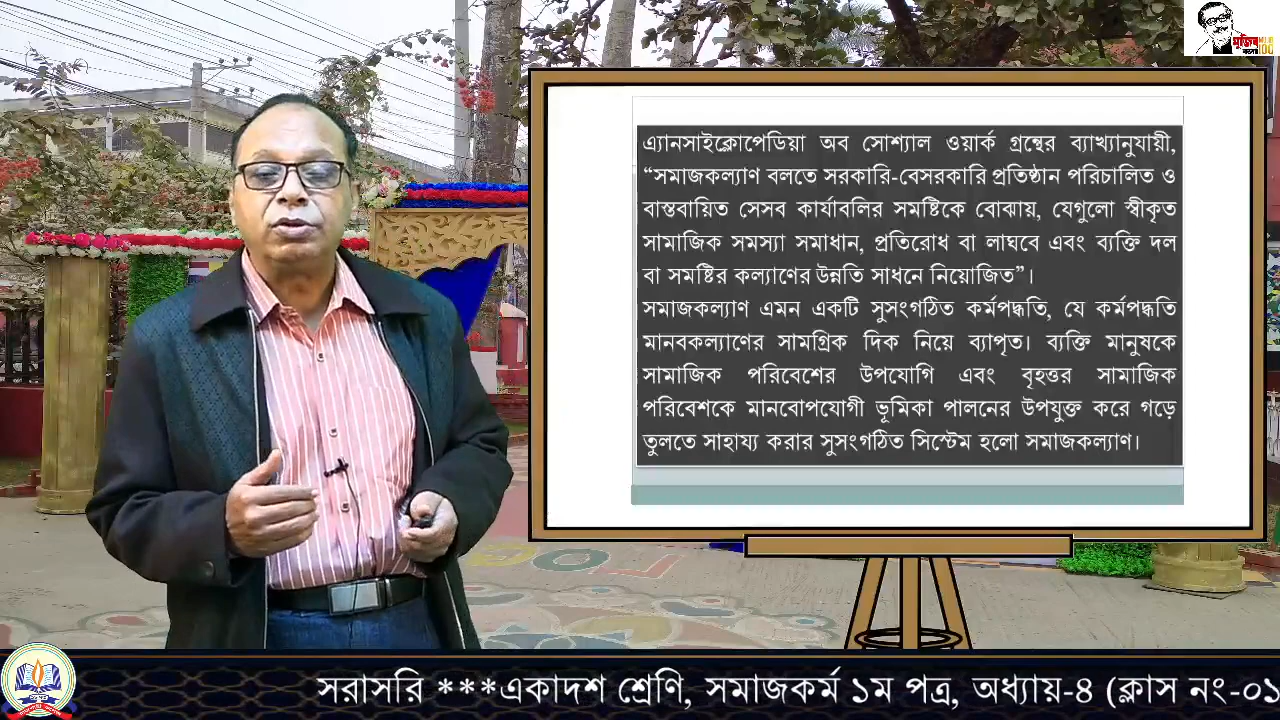 মুজিব
শতবর্ষ
100
এ্যানসাইক্লোপেডিয়া অব সোশ্যাল ওয়ার্ক গ্রন্থের ব্যাখ্যানুযায়ী,
“সমাজকল্যাণ বলতে সরকারি-বেসরকারি প্রতিষ্ঠান পরিচালিত ও
বাস্তবায়িত সেসব কার্যাবলির সমষ্টিকে বোঝায়, যেগুলো স্বীকৃত
সামাজিক সমস্যা সমাধান, প্রতিরোধ বা লাঘবে এবং ব্যক্তি দল
বা সমষ্টির কল্যাণের উন্নতি সাধনে নিয়োজিত”।
সমাজকল্যাণ এমন একটি সুসংগঠিত কর্মপদ্ধতি, যে কর্মপদ্ধতি
মানবকল্যাণের সামগ্রিক দিক নিয়ে ব্যাপৃত। ব্যক্তি মানুষকে
সামাজিক পরিবেশের উপযোগি এবং বৃহত্তর সামাজিক
পরিবেশকে মানবোপযোগী ভূমিকা পালনের উপযুক্ত করে গড়ে
তুলতে সাহায্য করার সুসংগঠিত সিস্টেম হলো সমাজকল্যাণ।
সরাসরি ***একাদশ শ্রেণি, সমাজকর্ম ১ম পত্র, অধ্যায়-৪ (ক্লাস নং-০১